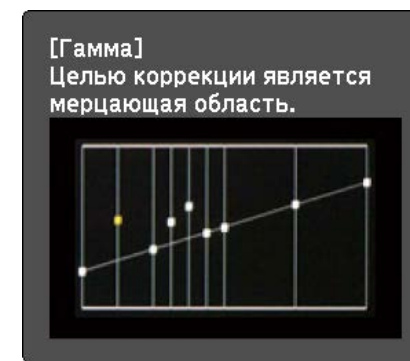 [Гамма]
Целью коррекции является
мерцающая область.